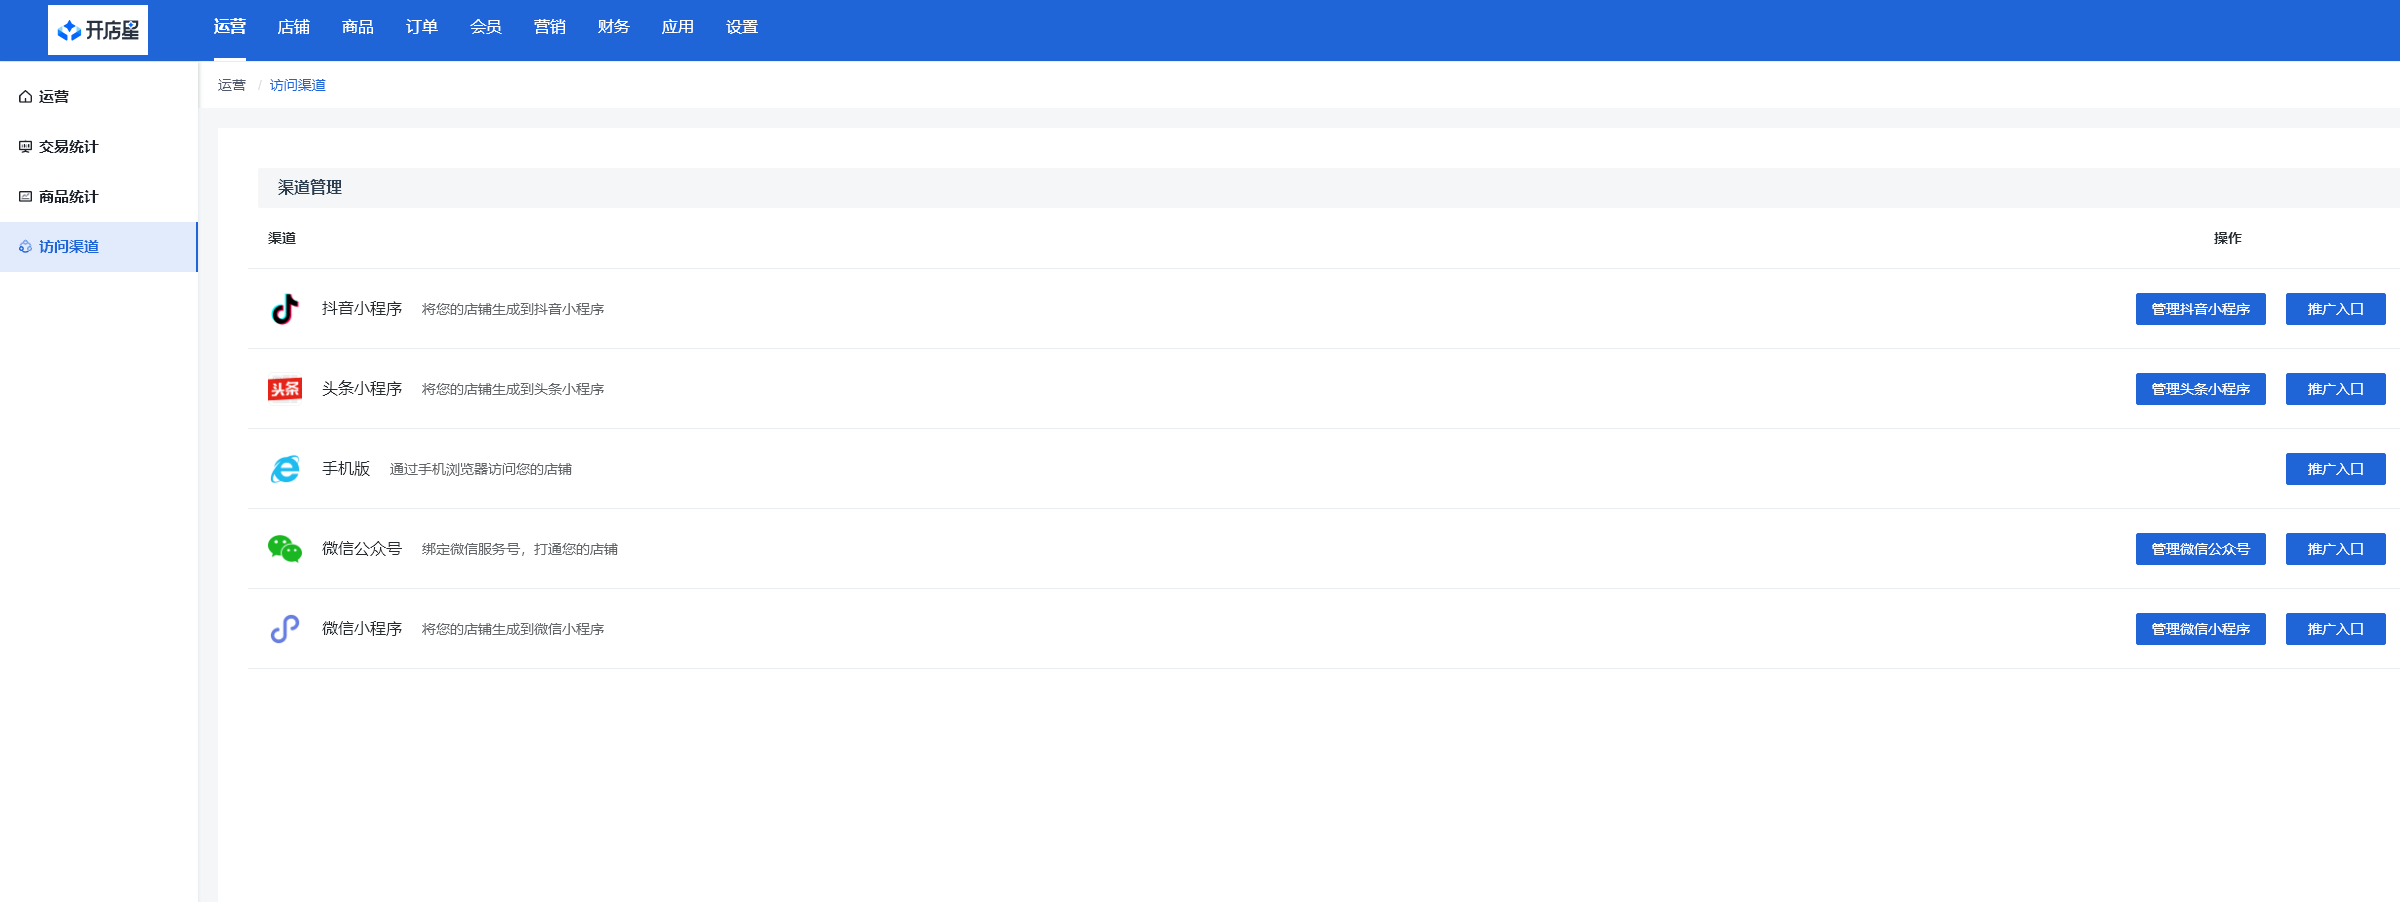 开店星 运营 店铺 商品 订单 会员 营销 财务 应用 设置
运营 / 访问渠道
运营
交易统计
商品统计
访问渠道
渠道管理
渠道 操作
抖音小程序 将您的店铺生成到抖音小程序 管理抖音小程序 推广入口
头条 头条小程序 将您的店铺生成到头条小程序 管理头条小程序 推广入口
手机版 通过手机浏览器访问您的店铺 推广入口
微信公众号 绑定微信服务号，打通您的店铺 管理微信公众号 推广入口
微信小程序 将您的店铺生成到微信小程序 管理微信小程序 推广入口